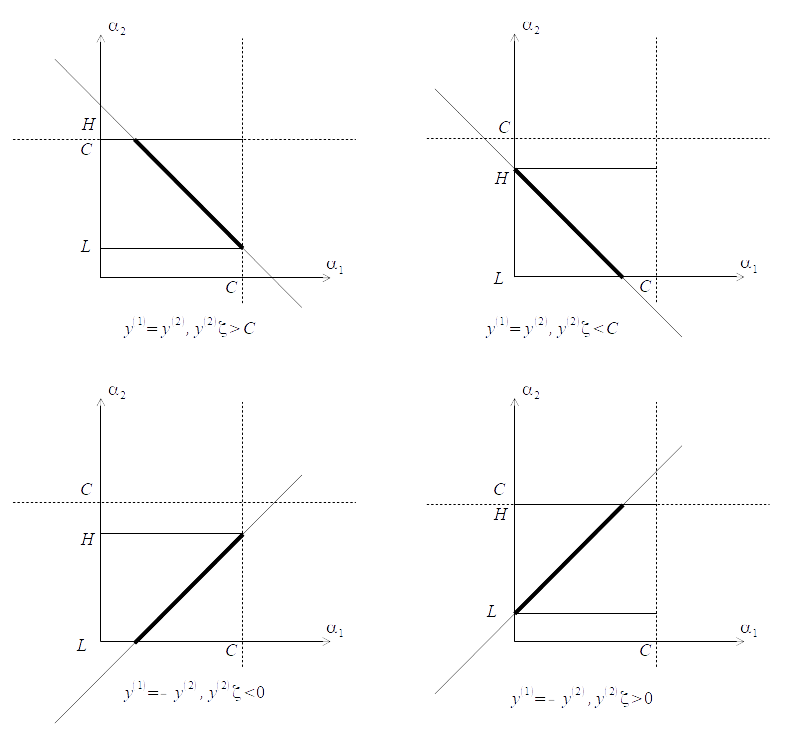 α₂
H
C
L
α₁
C
y⁽¹⁾= y⁽²⁾, y⁽²⁾ζ > C
α₂
C
H
L
α₁
C
y⁽¹⁾= y⁽²⁾, y⁽²⁾ζ < C
α₂
C
H
L
α₁
C
y⁽¹⁾=- y⁽²⁾, y⁽²⁾ζ <0
α₂
C
H
L
α₁
C
y⁽¹⁾=- y⁽²⁾, y⁽²⁾ζ >0